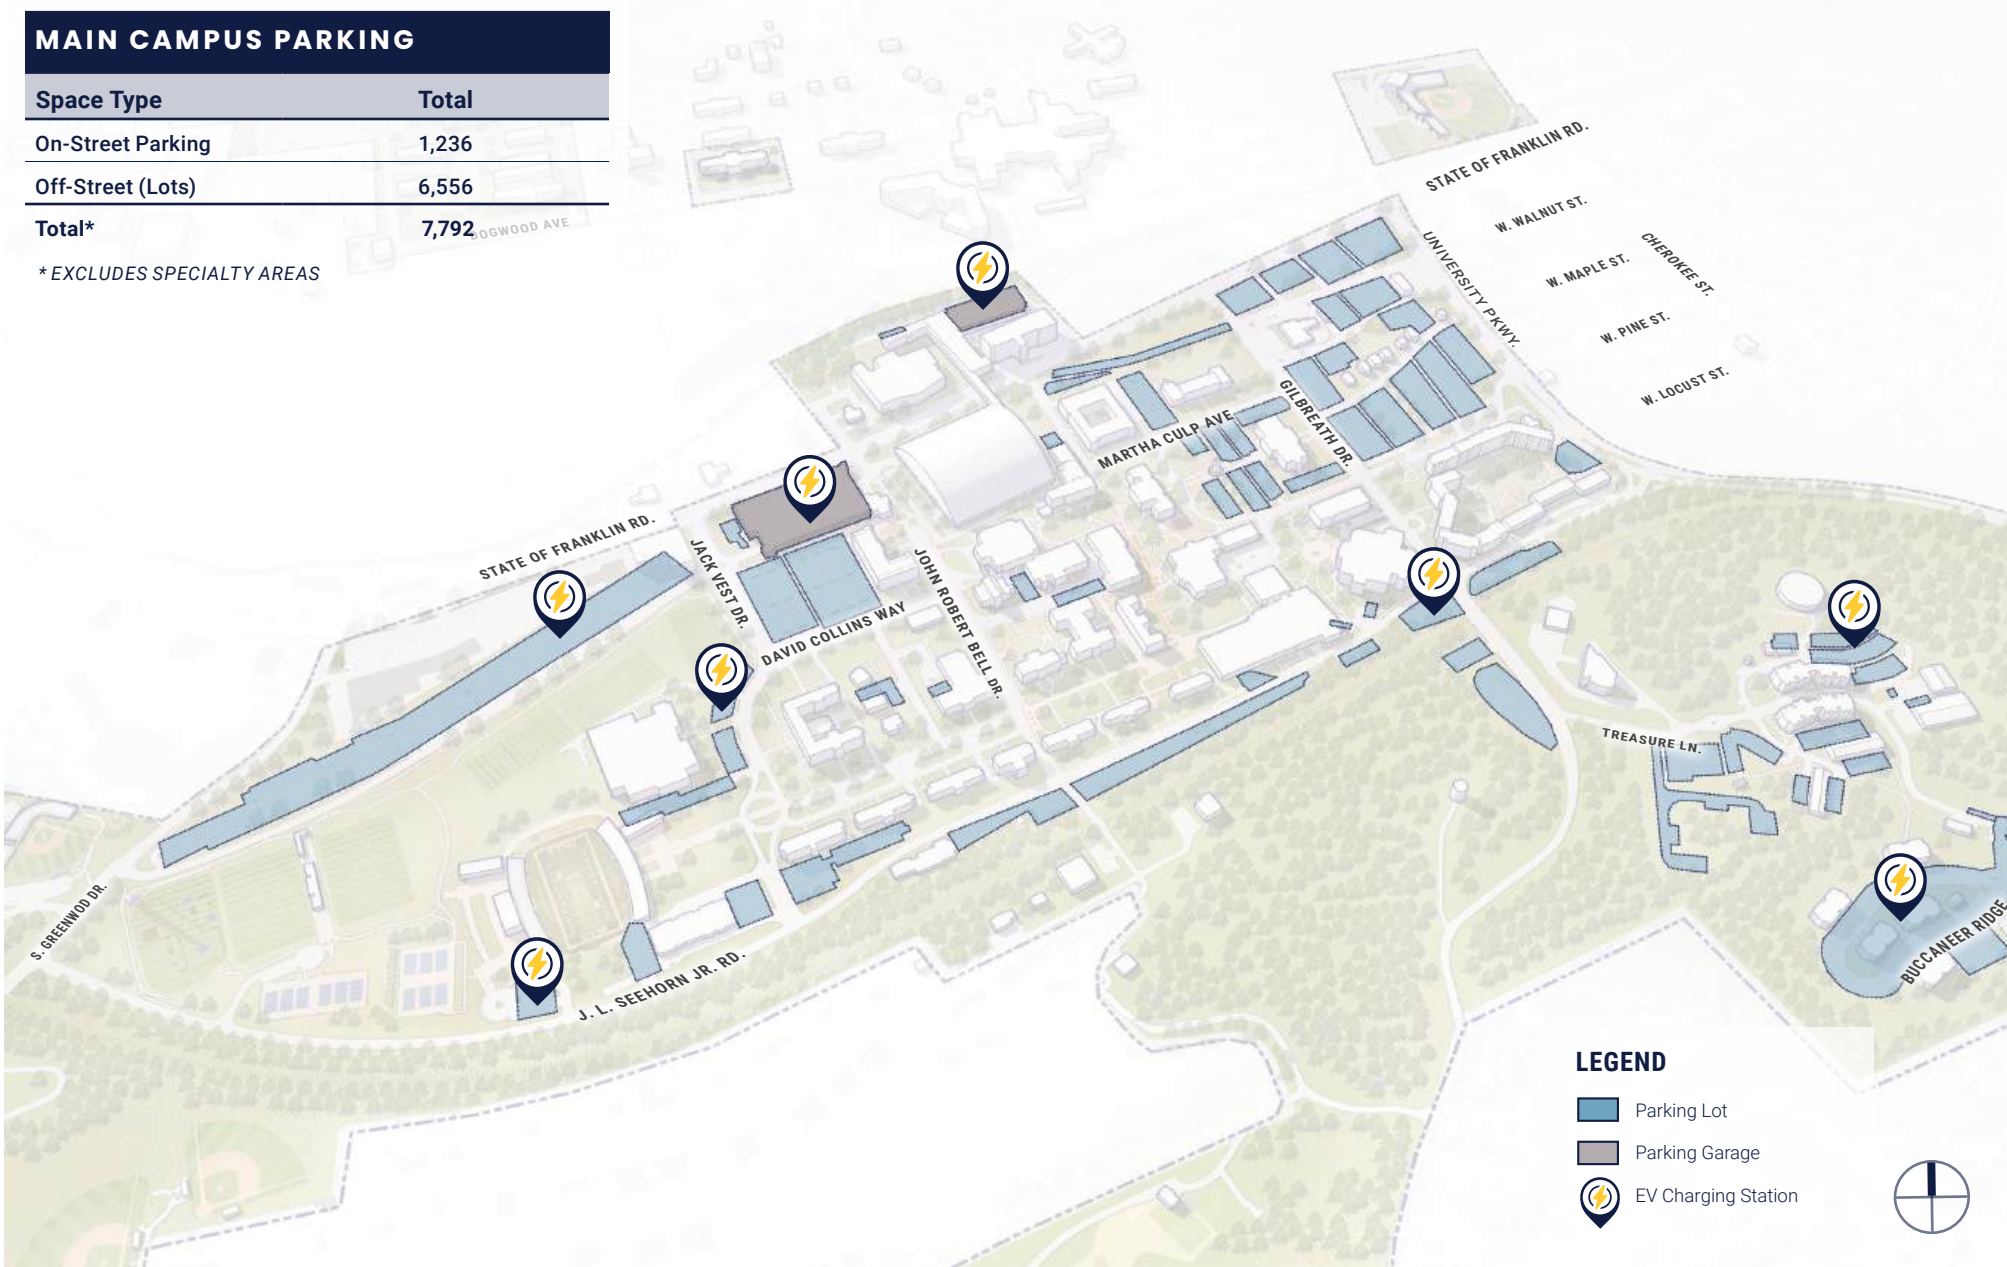 MAIN CAMPUS PARKING
Space Type Total
On-Street Parking 1,236
Off-Street (Lots) 6,556
Total* 7,792
* EXCLUDES SPECIALTY AREAS
DOGWOOD AVE
STATE OF FRANKLIN RD.
W. WALNUT ST.
CHEROKEE ST.
UNIVERSITY PKWY.
W. MAPLE ST.
W. PINE ST.
W. LOCUST ST.
GILBREATH DR.
MARTHA CULP AVE
STATE OF FRANKLIN RD.
JACK VEST DR.
JOHN ROBERT BELL DR.
DAVID COLLINS WAY
TREASURE LN.
S. GREENWOD DR.
J. L. SEEHORN JR. RD.
BUCCANEER RIDGE
LEGEND
Parking Lot
Parking Garage
EV Charging Station